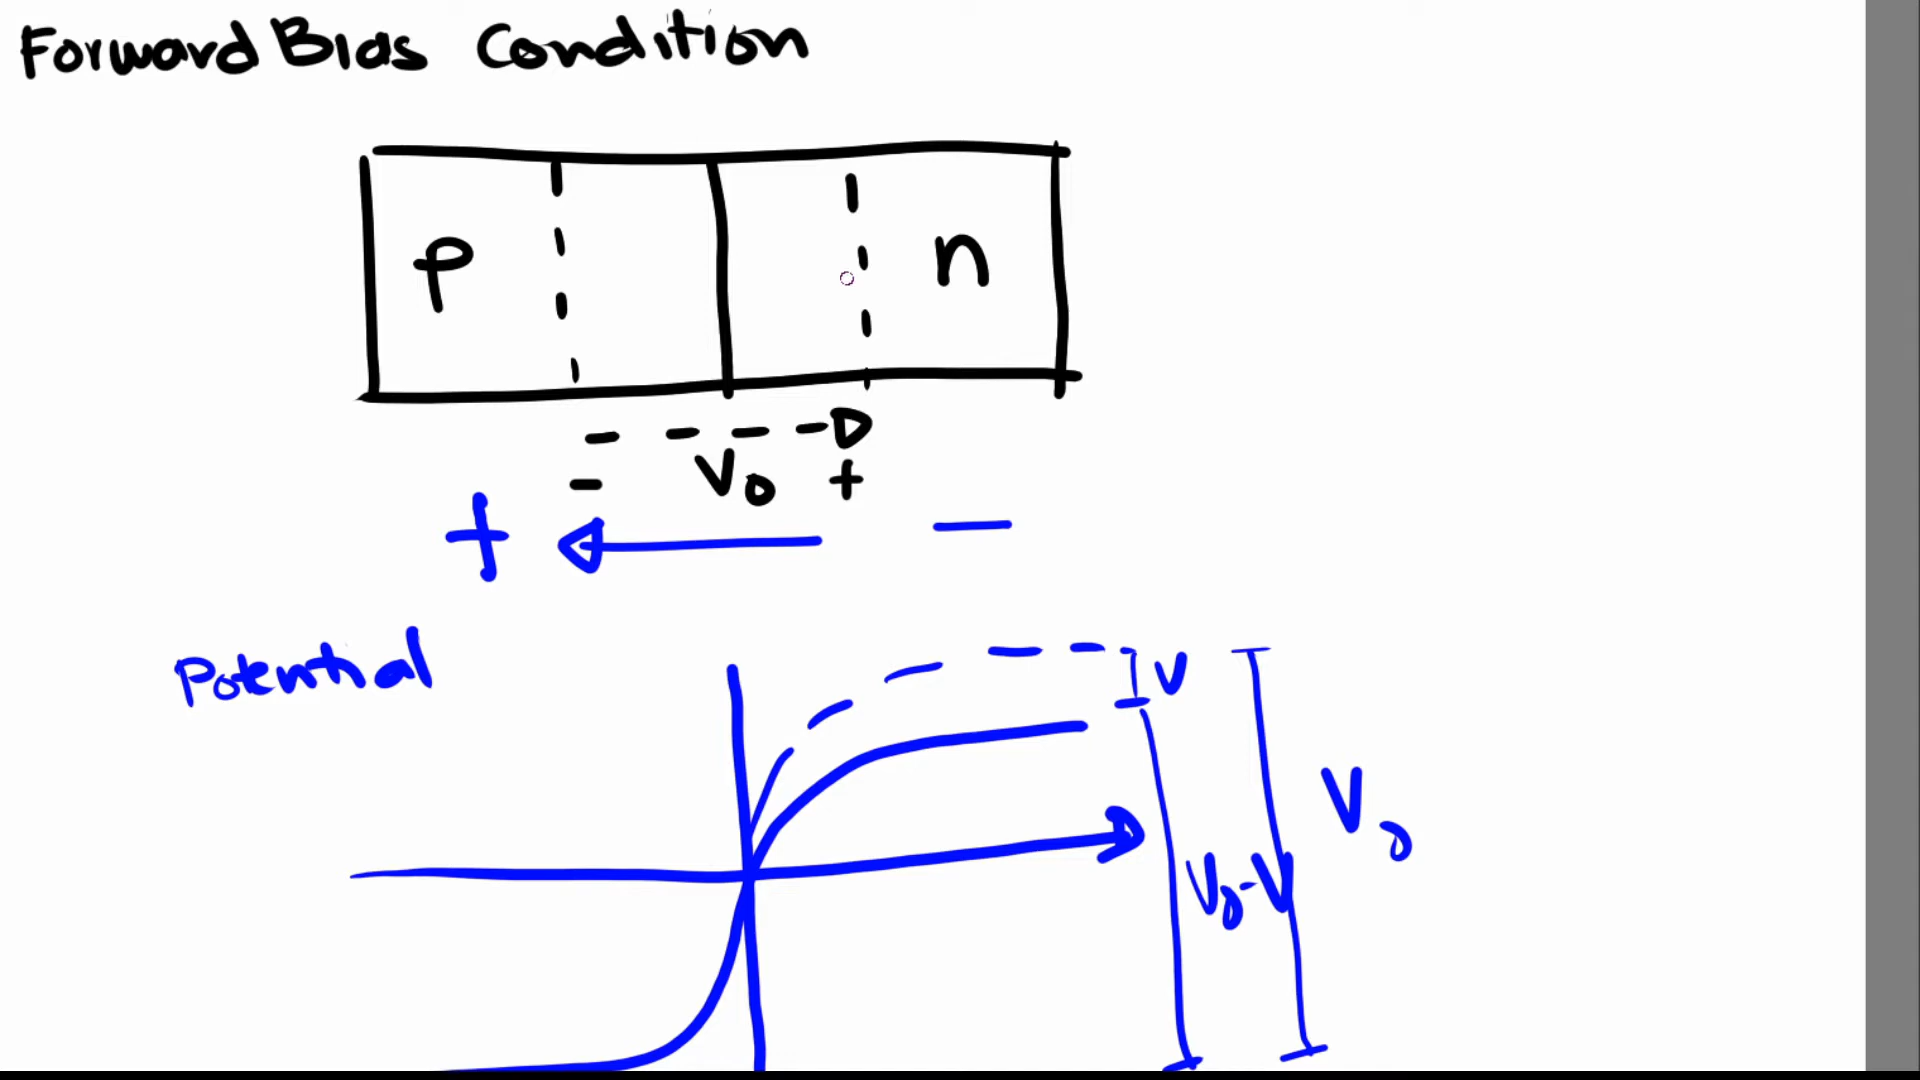 Forward Bias Condition
p n
- V0 +
+ -
Potential
V
V0
V0-V